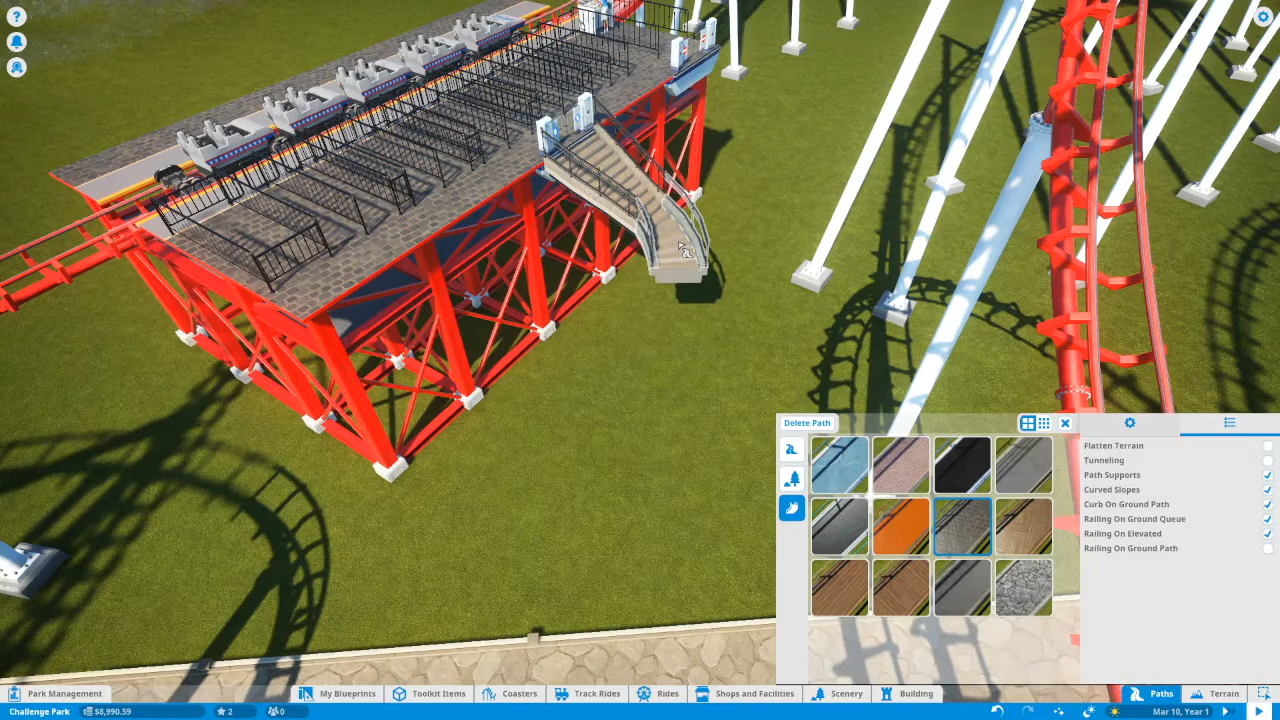 ?
Delete Path
Flatten Terrain
Tunneling
Path Supports
Curved Slopes
Curb On Ground Path
Railing On Ground Queue
Railing On Elevated
Railing On Ground Path
Park Management
My Blueprints
Toolkit Items
Coasters
Track Rides
Rides
Shops and Facilities
Scenery
Building
Paths
Terrain
Challenge Park
$8,990.59
2
0
Mar 10, Year 1